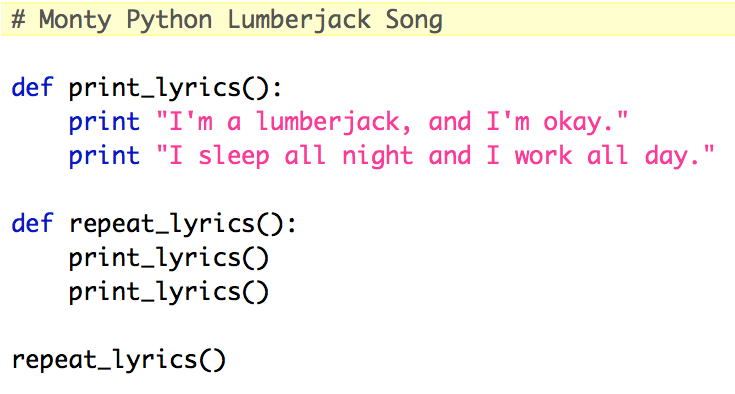 # Monty Python Lumberjack Song
def print_lyrics():
    print "I'm a lumberjack, and I'm okay."
    print "I sleep all night and I work all day."
def repeat_lyrics():
    print_lyrics()
    print_lyrics()
repeat_lyrics()